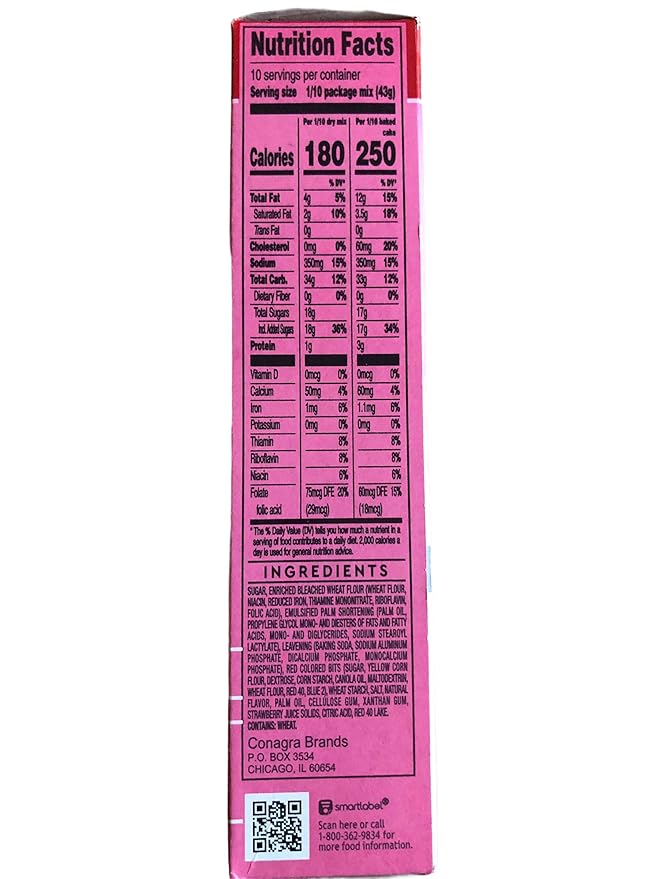 Nutrition Facts
10 servings per container
Serving size 1/10 package mix (43g)
Per 1/10 dry mix Per 1/10 baked cake
Calories 180 250
% DV* % DV*
Total Fat 4g 5% 12g 15%
Saturated Fat 2g 10% 3.5g 18%
Trans Fat 0g 0g
Cholesterol 0mg 0% 60mg 20%
Sodium 350mg 15% 350mg 15%
Total Carb. 34g 12% 33g 12%
Dietary Fiber 0g 0% 0g 0%
Total Sugars 18g 17g
Incl. Added Sugars 18g 36% 17g 34%
Protein 1g 3g
Vitamin D 0mcg 0% 0mcg 0%
Calcium 50mg 4% 60mg 4%
Iron 1mg 6% 1.1mg 6%
Potassium 0mg 0% 0mg 0%
Thiamin 8% 8%
Riboflavin 8% 8%
Niacin 6% 6%
Folate 75mcg DFE 20% 60mcg DFE 15%
folic acid (29mcg) (18mcg)
*The % Daily Value (DV) tells you how much a nutrient in a
serving of food contributes to a daily diet. 2,000 calories a
day is used for general nutrition advice.
INGREDIENTS
SUGAR, ENRICHED BLEACHED WHEAT FLOUR (WHEAT FLOUR,
NIACIN, REDUCED IRON, THIAMINE MONONITRATE, RIBOFLAVIN,
FOLIC ACID), EMULSIFIED PALM SHORTENING (PALM OIL,
PROPYLENE GLYCOL MONO- AND DIESTERS OF FATS AND FATTY
ACIDS, MONO- AND DIGLYCERIDES, SODIUM STEAROYL
LACTYLATE), LEAVENING (BAKING SODA, SODIUM ALUMINUM
PHOSPHATE, DICALCIUM PHOSPHATE, MONOCALCIUM
PHOSPHATE), RED COLORED BITS (SUGAR, YELLOW CORN
FLOUR, DEXTROSE, CORN STARCH, CANOLA OIL, MALTODEXTRIN,
WHEAT FLOUR, RED 40, BLUE 2), WHEAT STARCH, SALT, NATURAL
FLAVOR, PALM OIL, CELLULOSE GUM, XANTHAN GUM,
STRAWBERRY JUICE SOLIDS, CITRIC ACID, RED 40 LAKE.
CONTAINS: WHEAT.
Conagra Brands
P.O. BOX 3534
CHICAGO, IL 60654
smartlabel®
Scan here or call
1-800-362-9834 for
more food information.